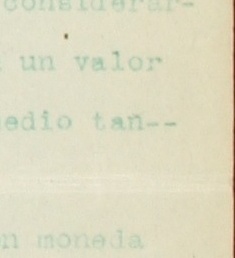 considerar-
un valor
edio tan--
n moneda